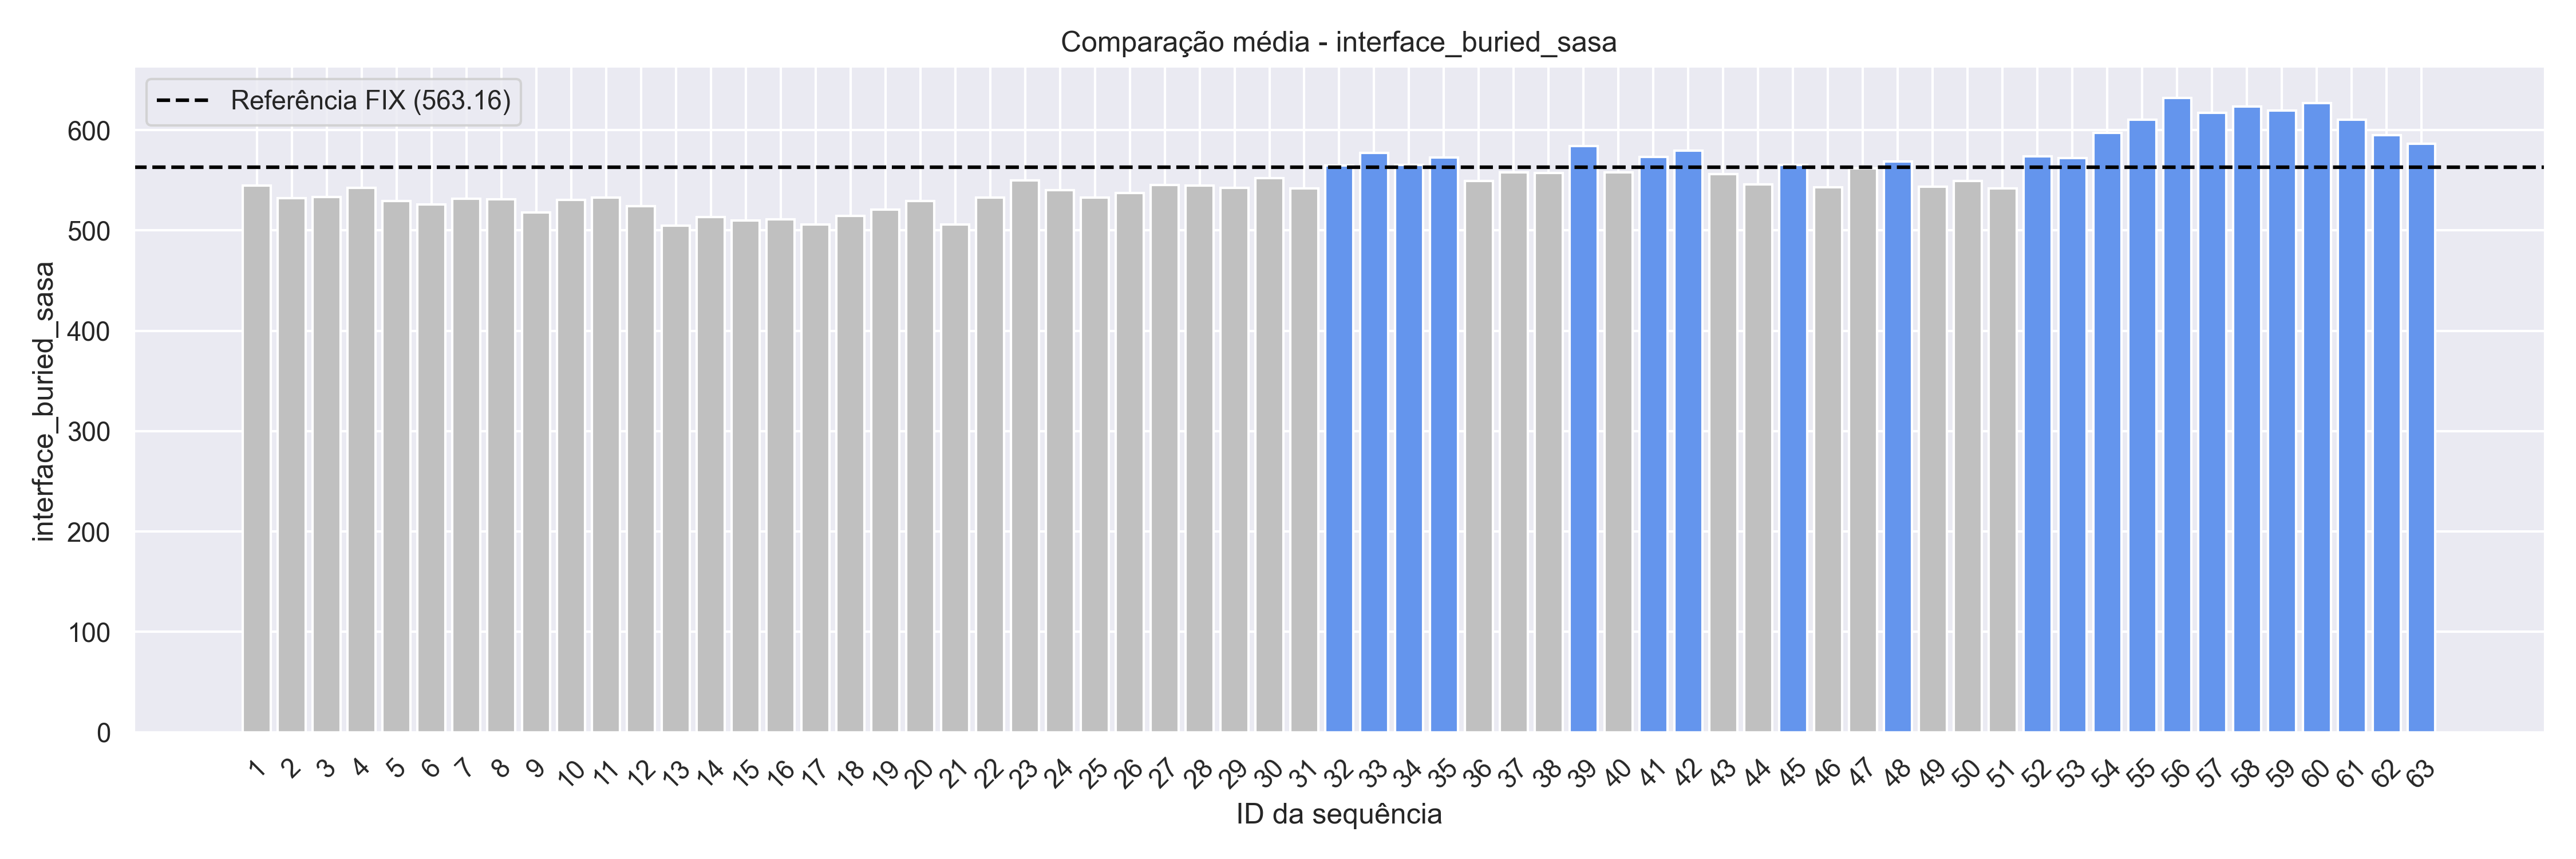 Comparação média - interface_buried_sasa
Referência FIX (563.16)
interface_buried_sasa
600
500
400
300
200
100
0
1 2 3 4 5 6 7 8 9 10 11 12 13 14 15 16 17 18 19 20 21 22 23 24 25 26 27 28 29 30 31 32 33 34 35 36 37 38 39 40 41 42 43 44 45 46 47 48 49 50 51 52 53 54 55 56 57 58 59 60 61 62 63
ID da sequência